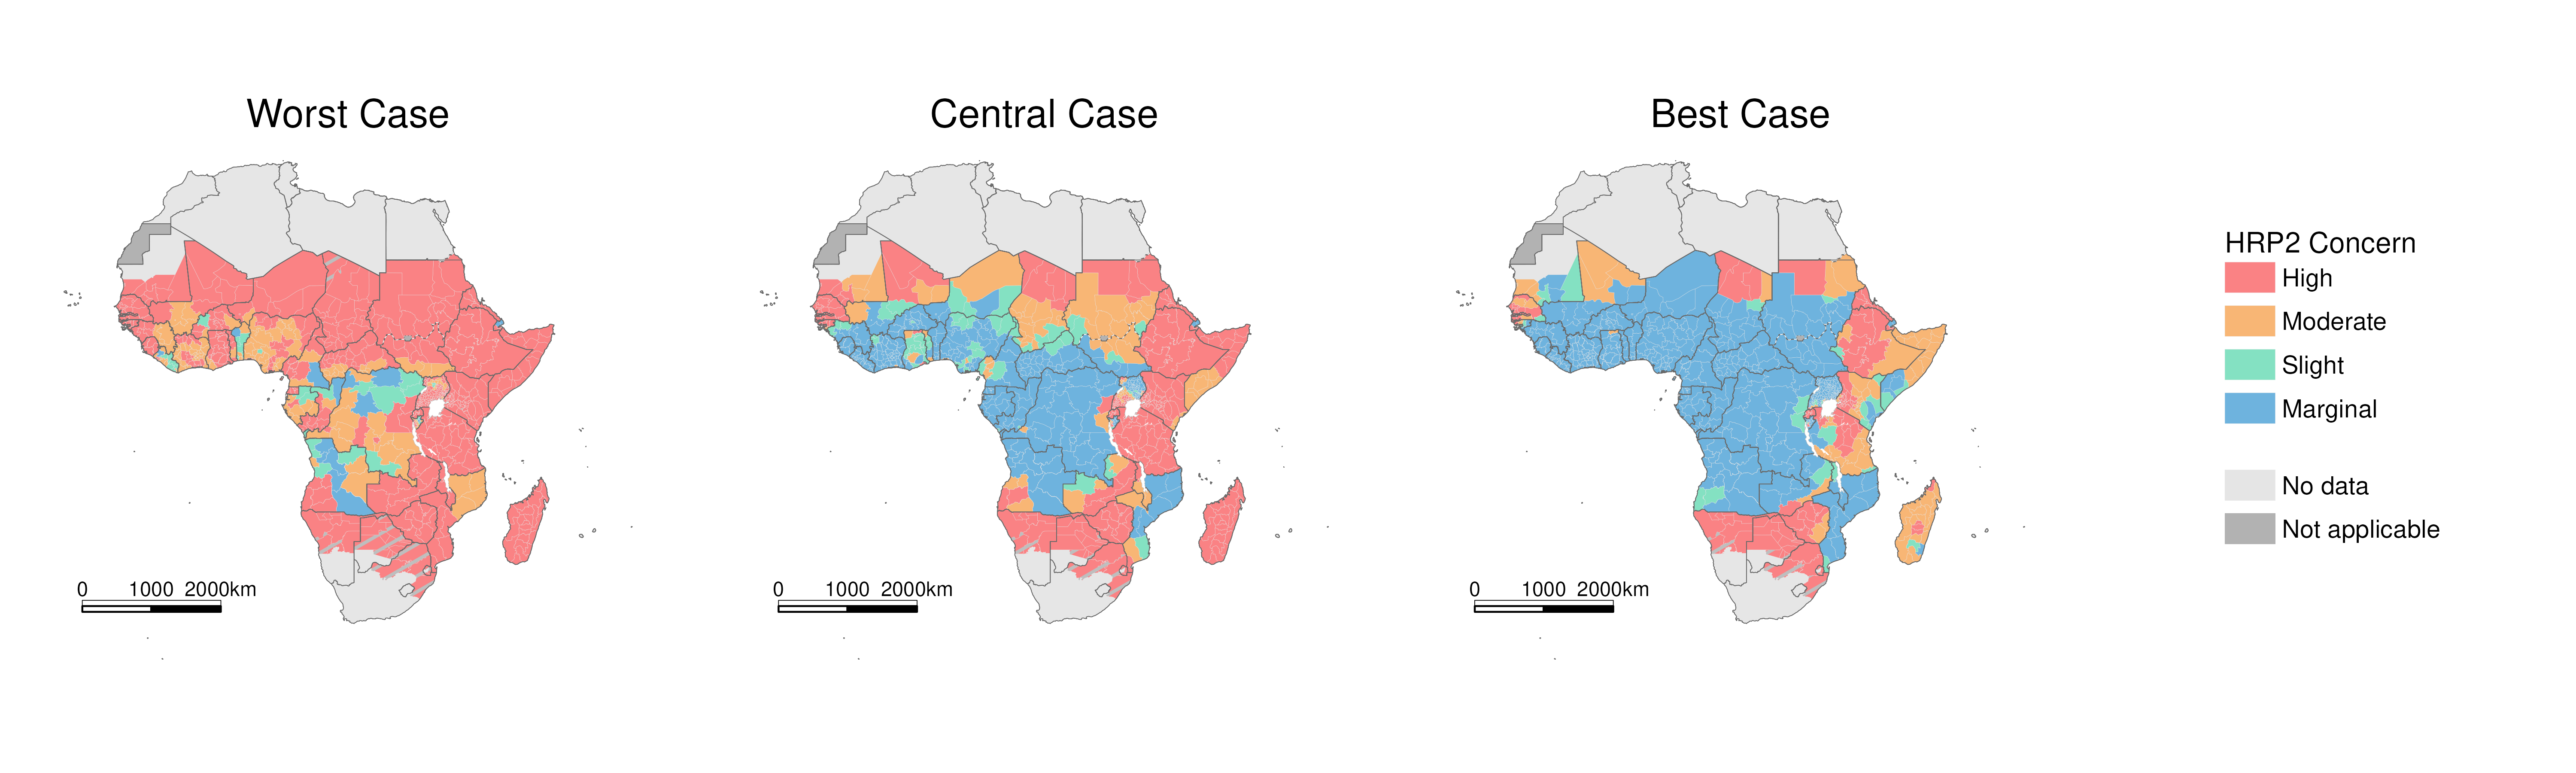 Worst Case
Central Case
Best Case
HRP2 Concern
High
Moderate
Slight
Marginal
No data
Not applicable
0 1000 2000km
0 1000 2000km
0 1000 2000km